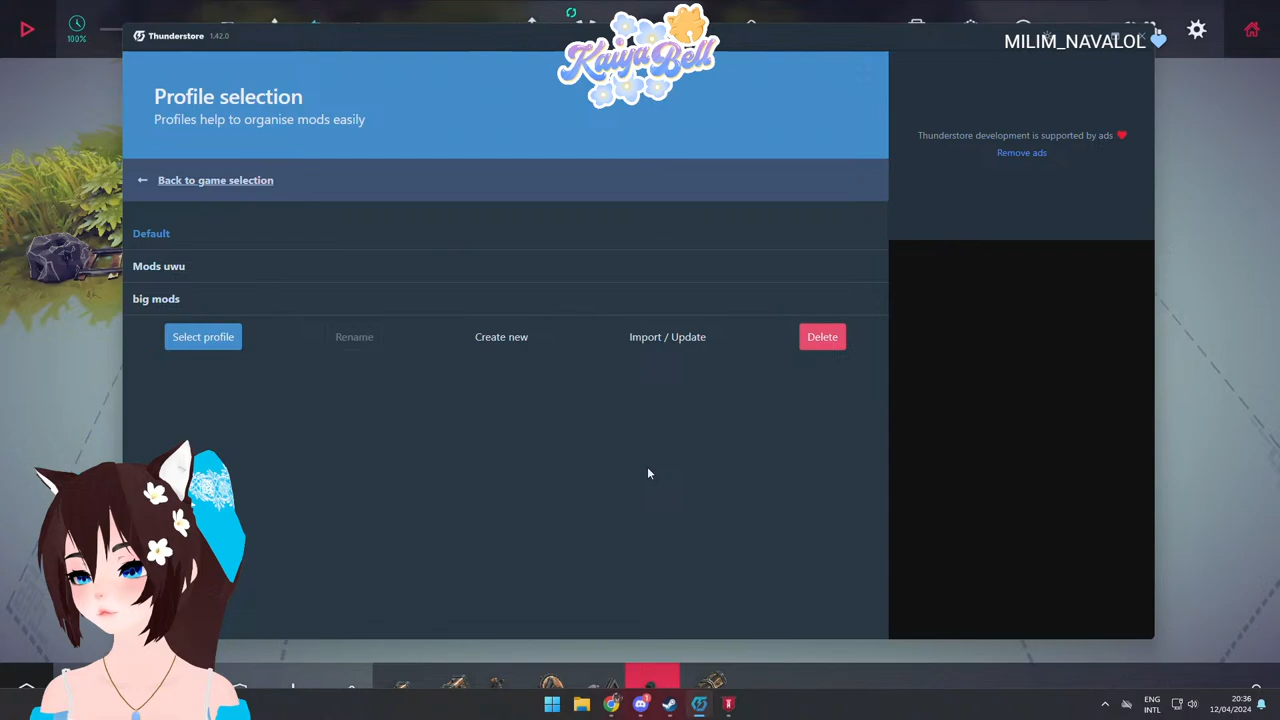 100%
Thunderstore 1.42.0
KaiyaBell
MILIM_NAVALOL
Profile selection
Profiles help to organise mods easily
Thunderstore development is supported by ads
Remove ads
Back to game selection
Default
Mods uwu
big mods
Select profile
Rename
Create new
Import / Update
Delete
ENG
INTL
20:36
12/04/2024